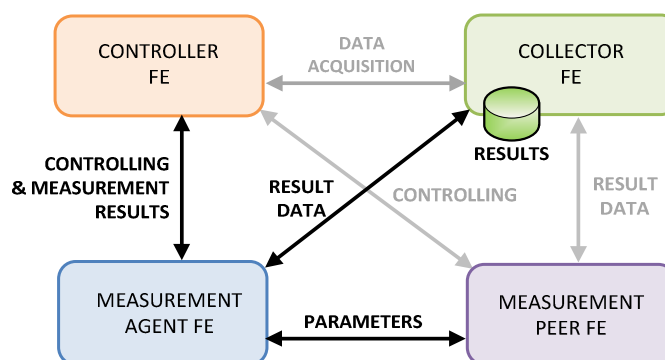 CONTROLLER
FE
DATA
ACQUISITION
COLLECTOR
FE
RESULTS
CONTROLLING
& MEASUREMENT
RESULTS
RESULT
DATA
CONTROLLING
RESULT
DATA
MEASUREMENT
AGENT FE
PARAMETERS
MEASUREMENT
PEER FE